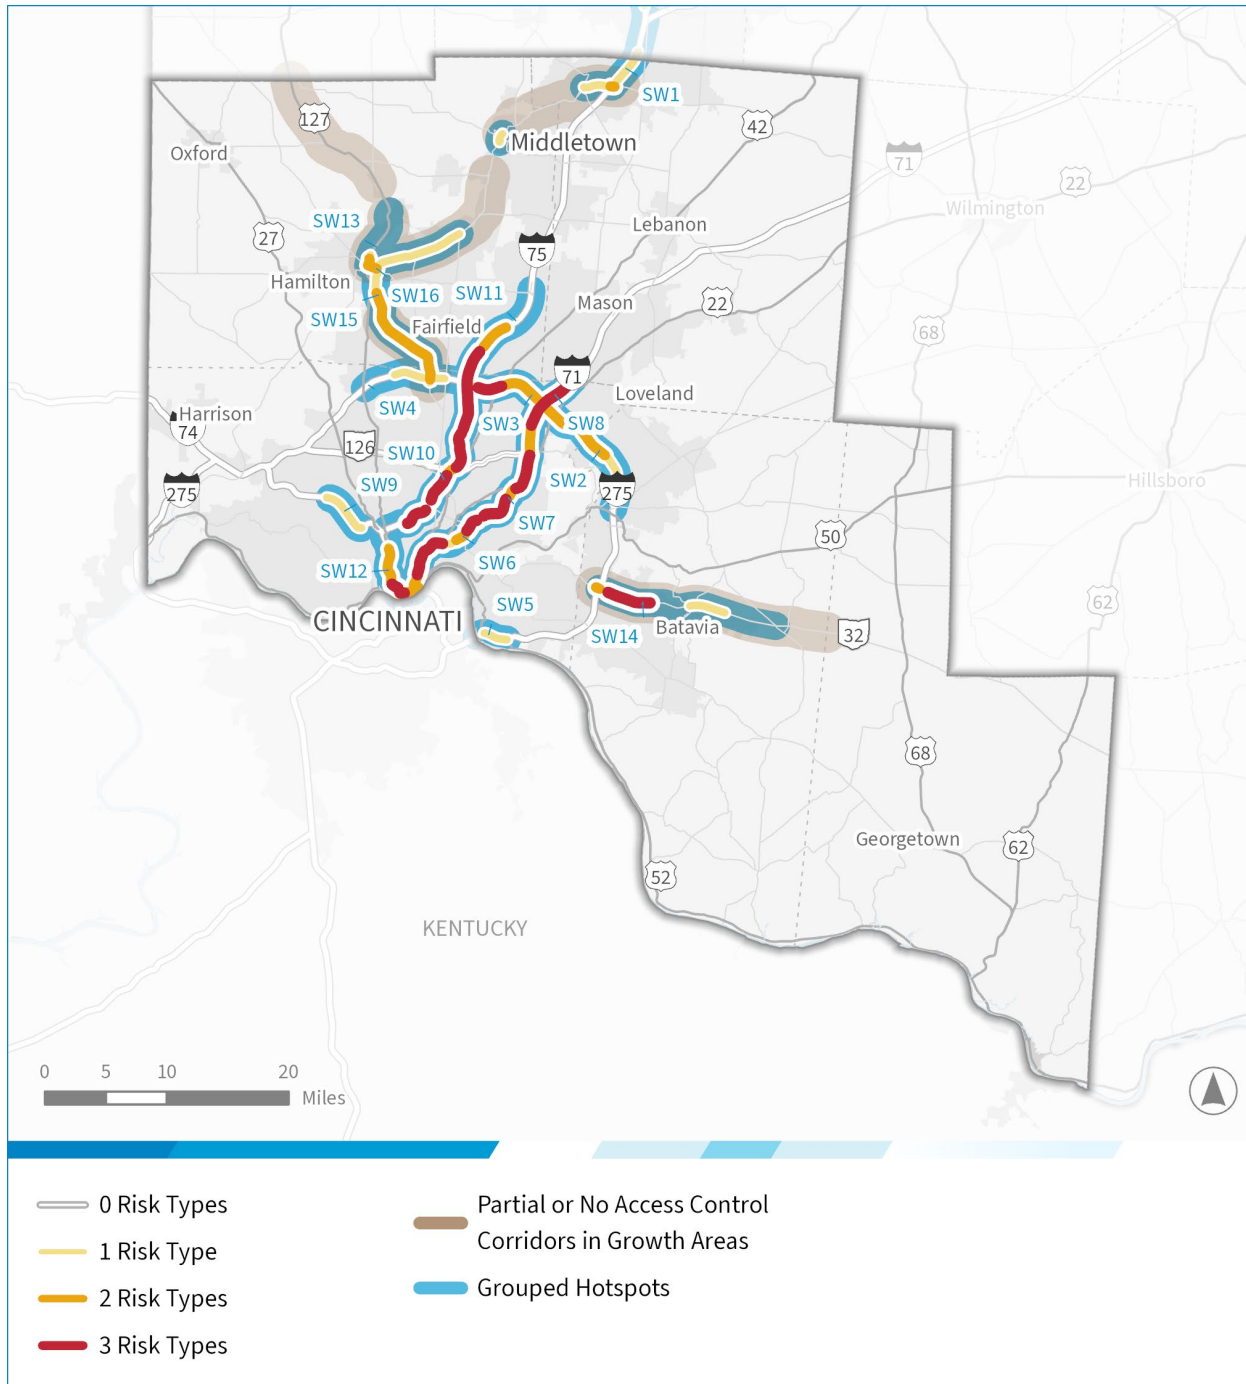 SW1
127
42
Middletown
Oxford
71
22
Wilmington
SW13
27
Lebanon
75
Hamilton
SW16
SW11
Mason
22
SW15
Fairfield
68
71
Loveland
Harrison
SW4
SW3
SW8
74
126
SW10
SW2
Hillsboro
275
SW9
275
SW7
50
SW6
SW12
62
SW5
CINCINNATI
SW14
Batavia
32
68
Georgetown
62
52
KENTUCKY
0 5 10 20
Miles
0 Risk Types
1 Risk Type
2 Risk Types
3 Risk Types
Partial or No Access Control
Corridors in Growth Areas
Grouped Hotspots